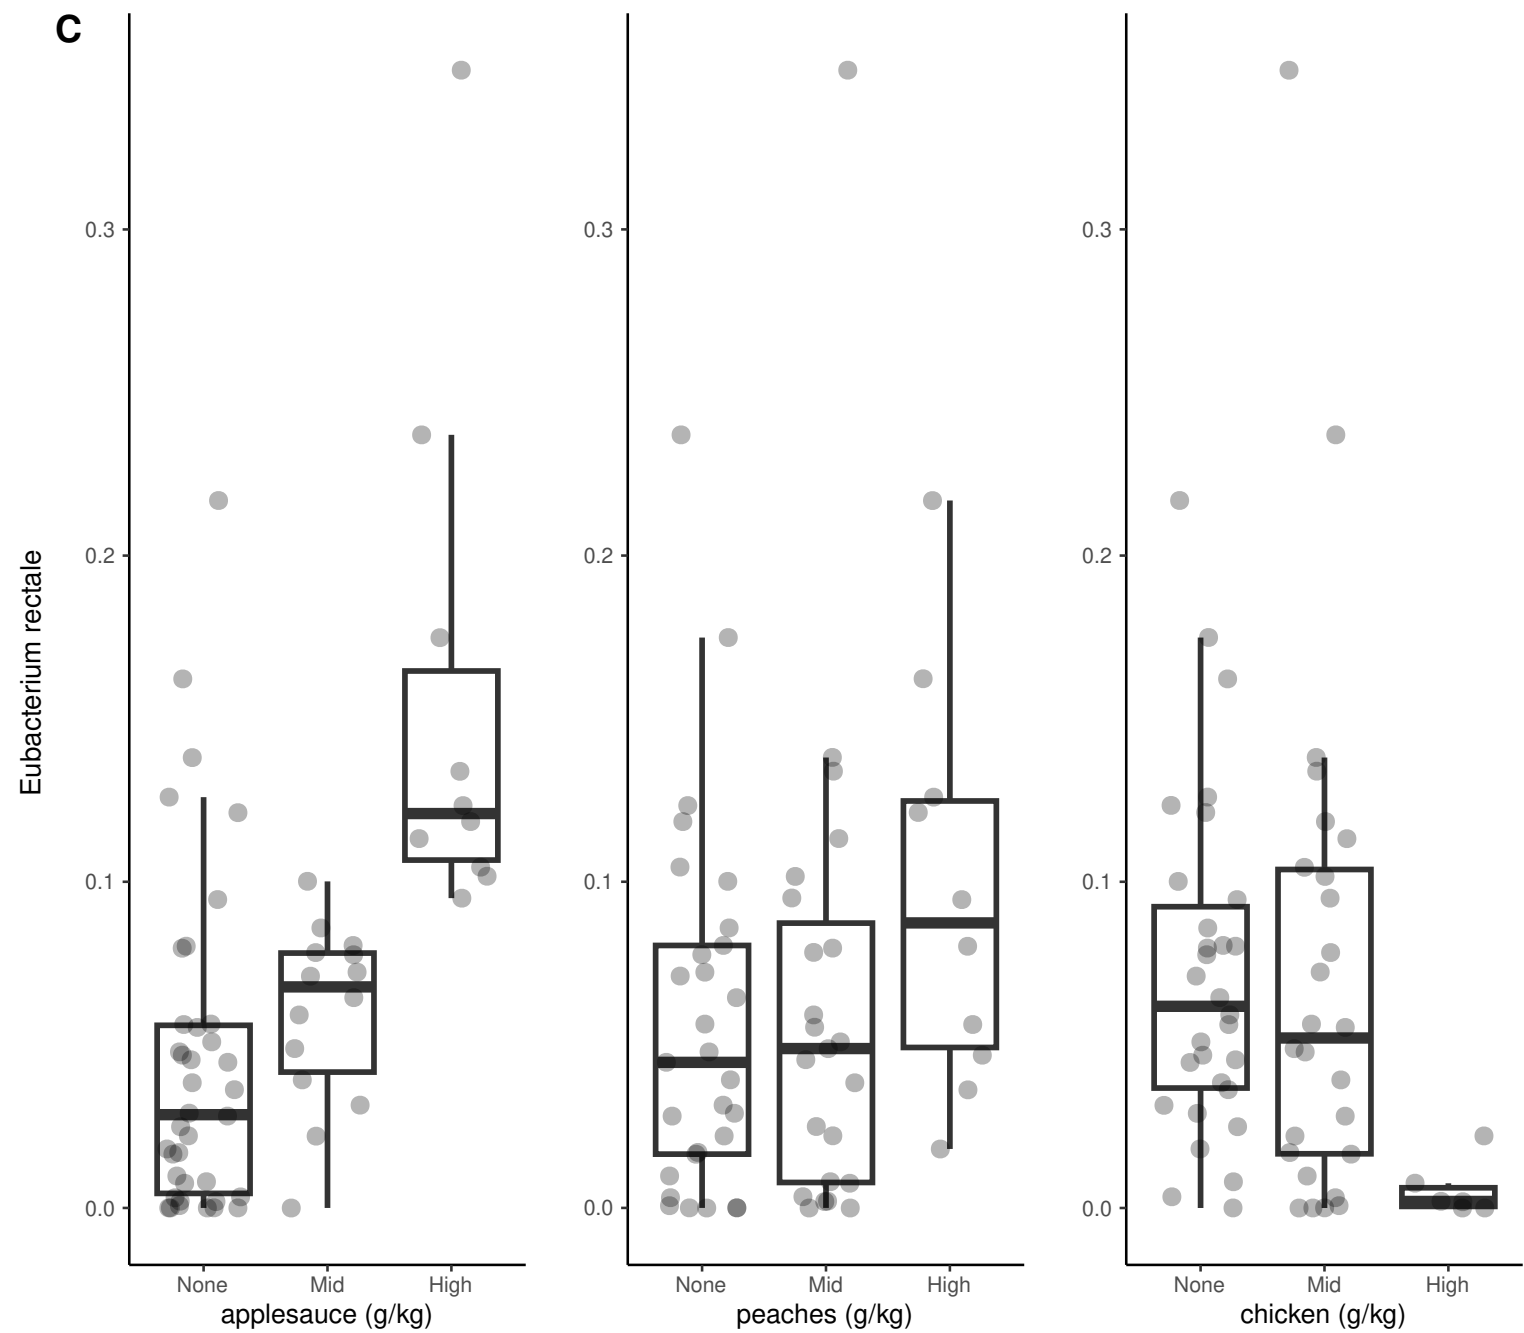 C
Eubacterium rectale
0.3
0.2
0.1
0.0
None Mid High
applesauce (g/kg)
0.3
0.2
0.1
0.0
None Mid High
peaches (g/kg)
0.3
0.2
0.1
0.0
None Mid High
chicken (g/kg)